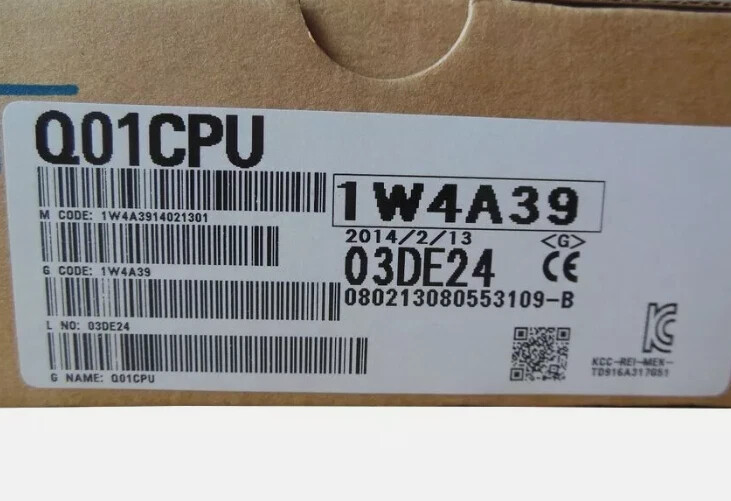 Q01CPU
M CODE: 1W4A3914021301
1W4A39
2014/2/13 <G>
G CODE: 1W4A39
03DE24 CE
080213080553109-B
L NO: 03DE24
KCC-REI-MEK-
TD916A317G51
G NAME: Q01CPU